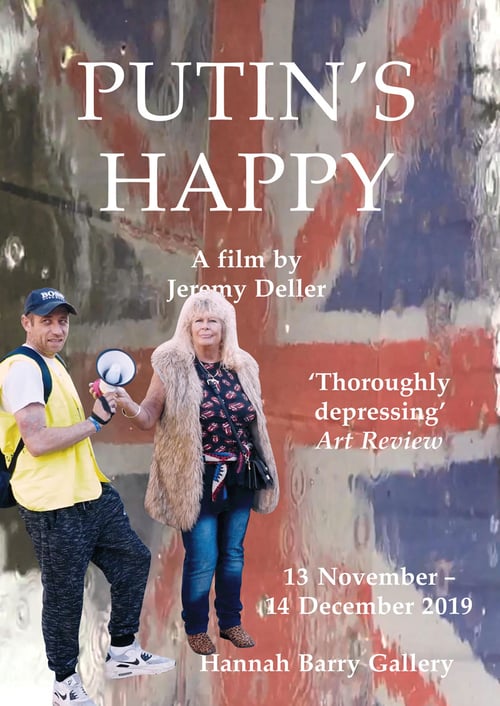 PUTIN’S
HAPPY
A film by
Jeremy Deller
‘Thoroughly
depressing’
Art Review
13 November –
14 December 2019
Hannah Barry Gallery